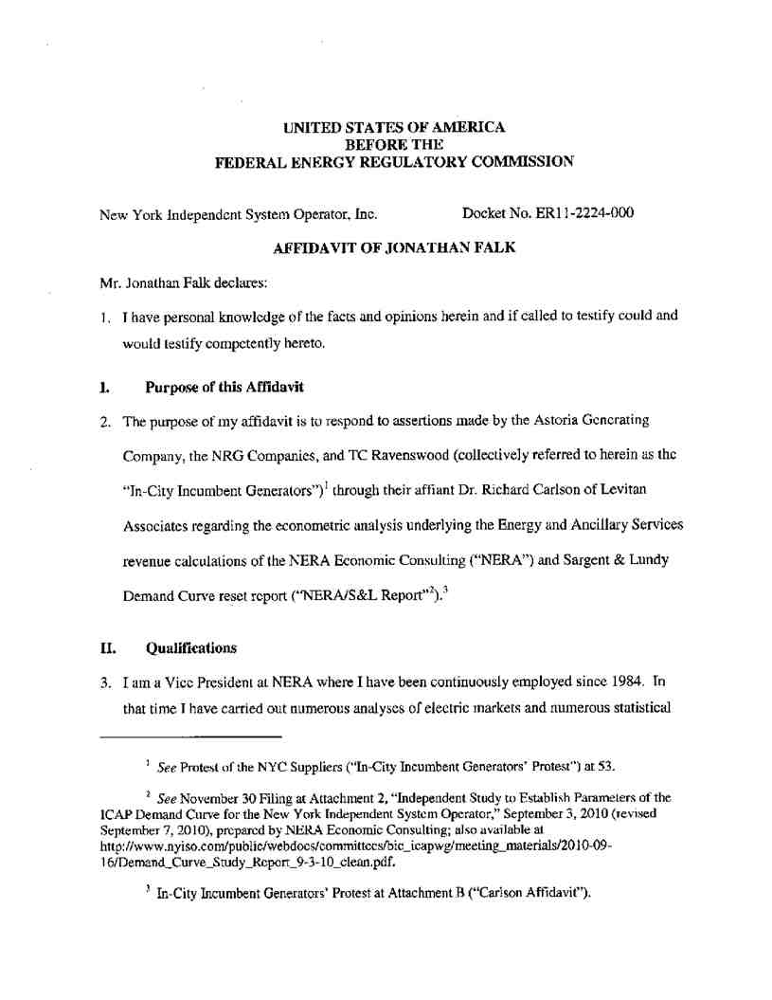 UNITED STATES OF AMERICA
BEFORE THE
FEDERAL ENERGY REGULATORY COMMISSION
New York Independent System Operator, Inc. Docket No. ER11-2224-000
AFFIDAVIT OF JONATHAN FALK
Mr. Jonathan Falk declares:
1. I have personal knowledge of the facts and opinions herein and if called to testify could and
would testify competently hereto.
I. Purpose of this Affidavit
2. The purpose of my affidavit is to respond to assertions made by the Astoria Generating
Company, the NRG Companies, and TC Ravenswood (collectively referred to herein as the
“In-City Incumbent Generators”)1 through their affiant Dr. Richard Carlson of Levitan
Associates regarding the econometric analysis underlying the Energy and Ancillary Services
revenue calculations of the NERA Economic Consulting (“NERA”) and Sargent & Lundy
Demand Curve reset report (“NERA/S&L Report”2).3
II. Qualifications
3. I am a Vice President at NERA where I have been continuously employed since 1984. In
that time I have carried out numerous analyses of electric markets and numerous statistical
1 See Protest of the NYC Suppliers (“In-City Incumbent Generators’ Protest”) at 53.
2 See November 30 Filing at Attachment 2, “Independent Study to Establish Parameters of the
ICAP Demand Curve for the New York Independent System Operator,” September 3, 2010 (revised
September 7, 2010), prepared by NERA Economic Consulting; also available at
http://www.nyiso.com/public/webdocs/committees/bic_icapwg/meeting_materials/2010-09-
16/Demand_Curve_Study_Report_9-3-10_clean.pdf.
3 In-City Incumbent Generators’ Protest at Attachment B (“Carlson Affidavit”).